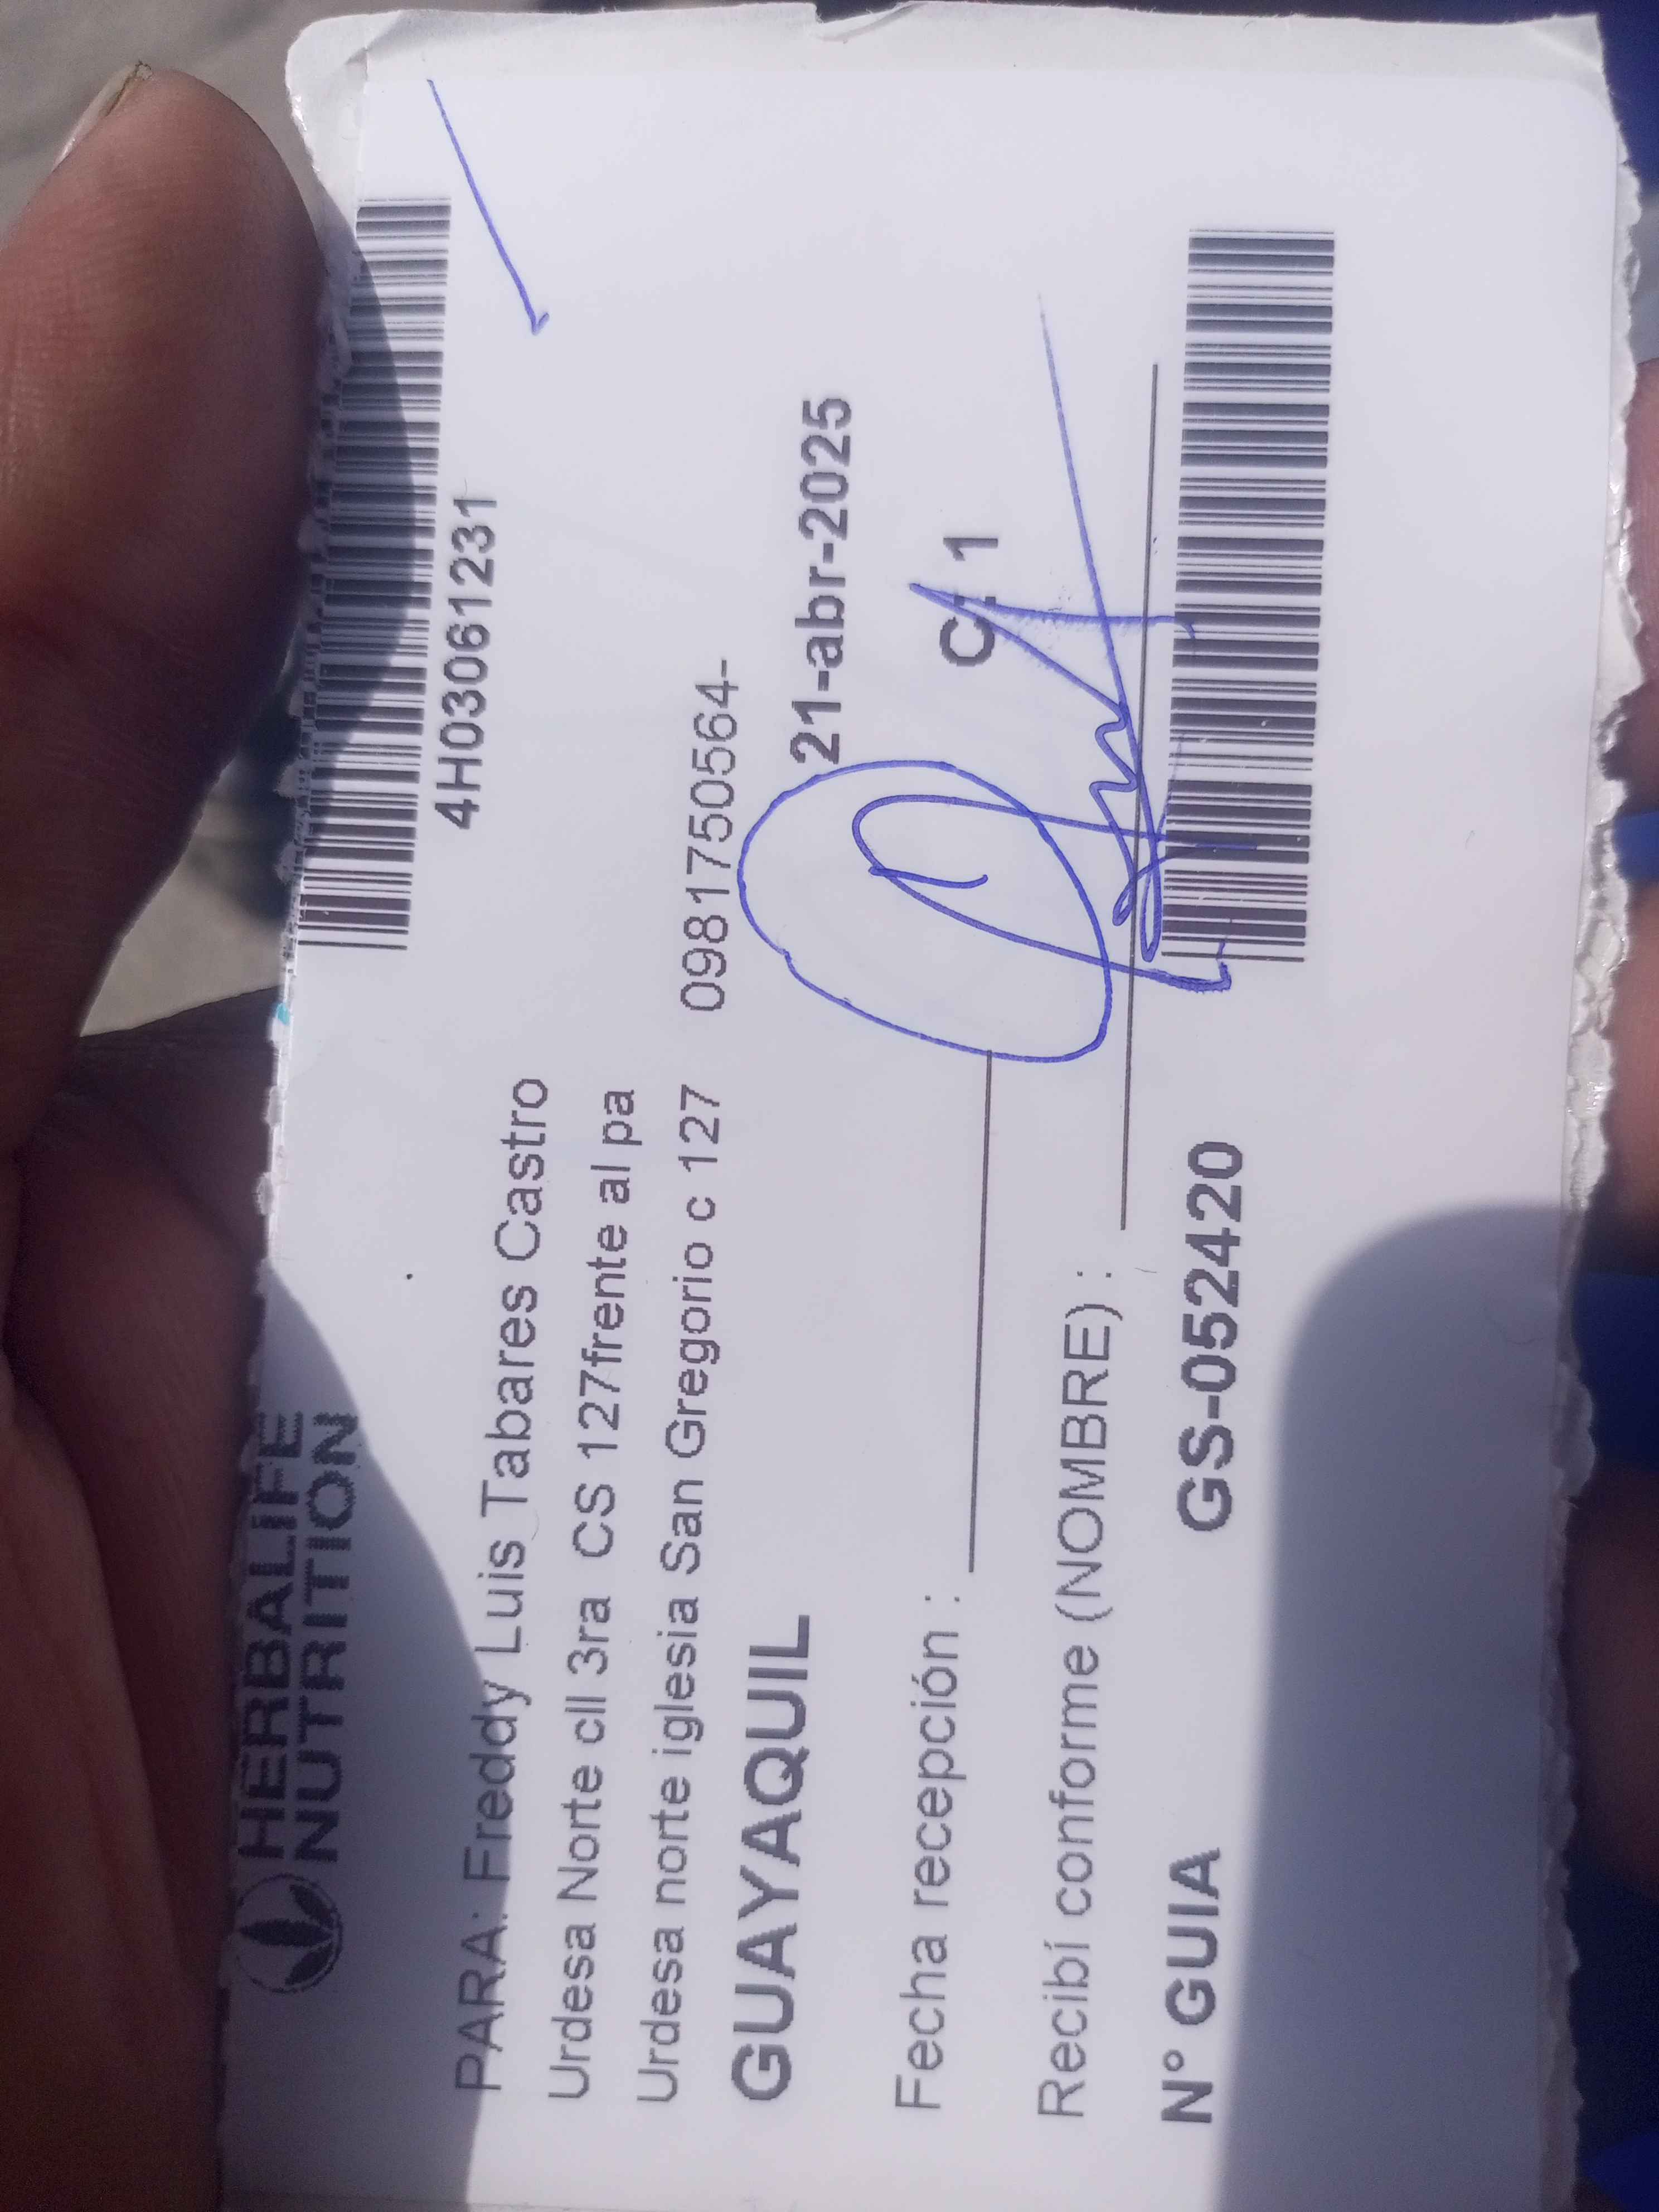 HERBALIFE
NUTRITION
4H03061231
PARA: Freddy Luis Tabares Castro
Urdesa Norte cll 3ra CS 127frente al pa
Urdesa norte iglesia San Gregorio c 127 0981750564-
GUAYAQUIL 21-abr-2025
Fecha recepción : C: 1
Recibí conforme (NOMBRE) :
N° GUIA GS-052420